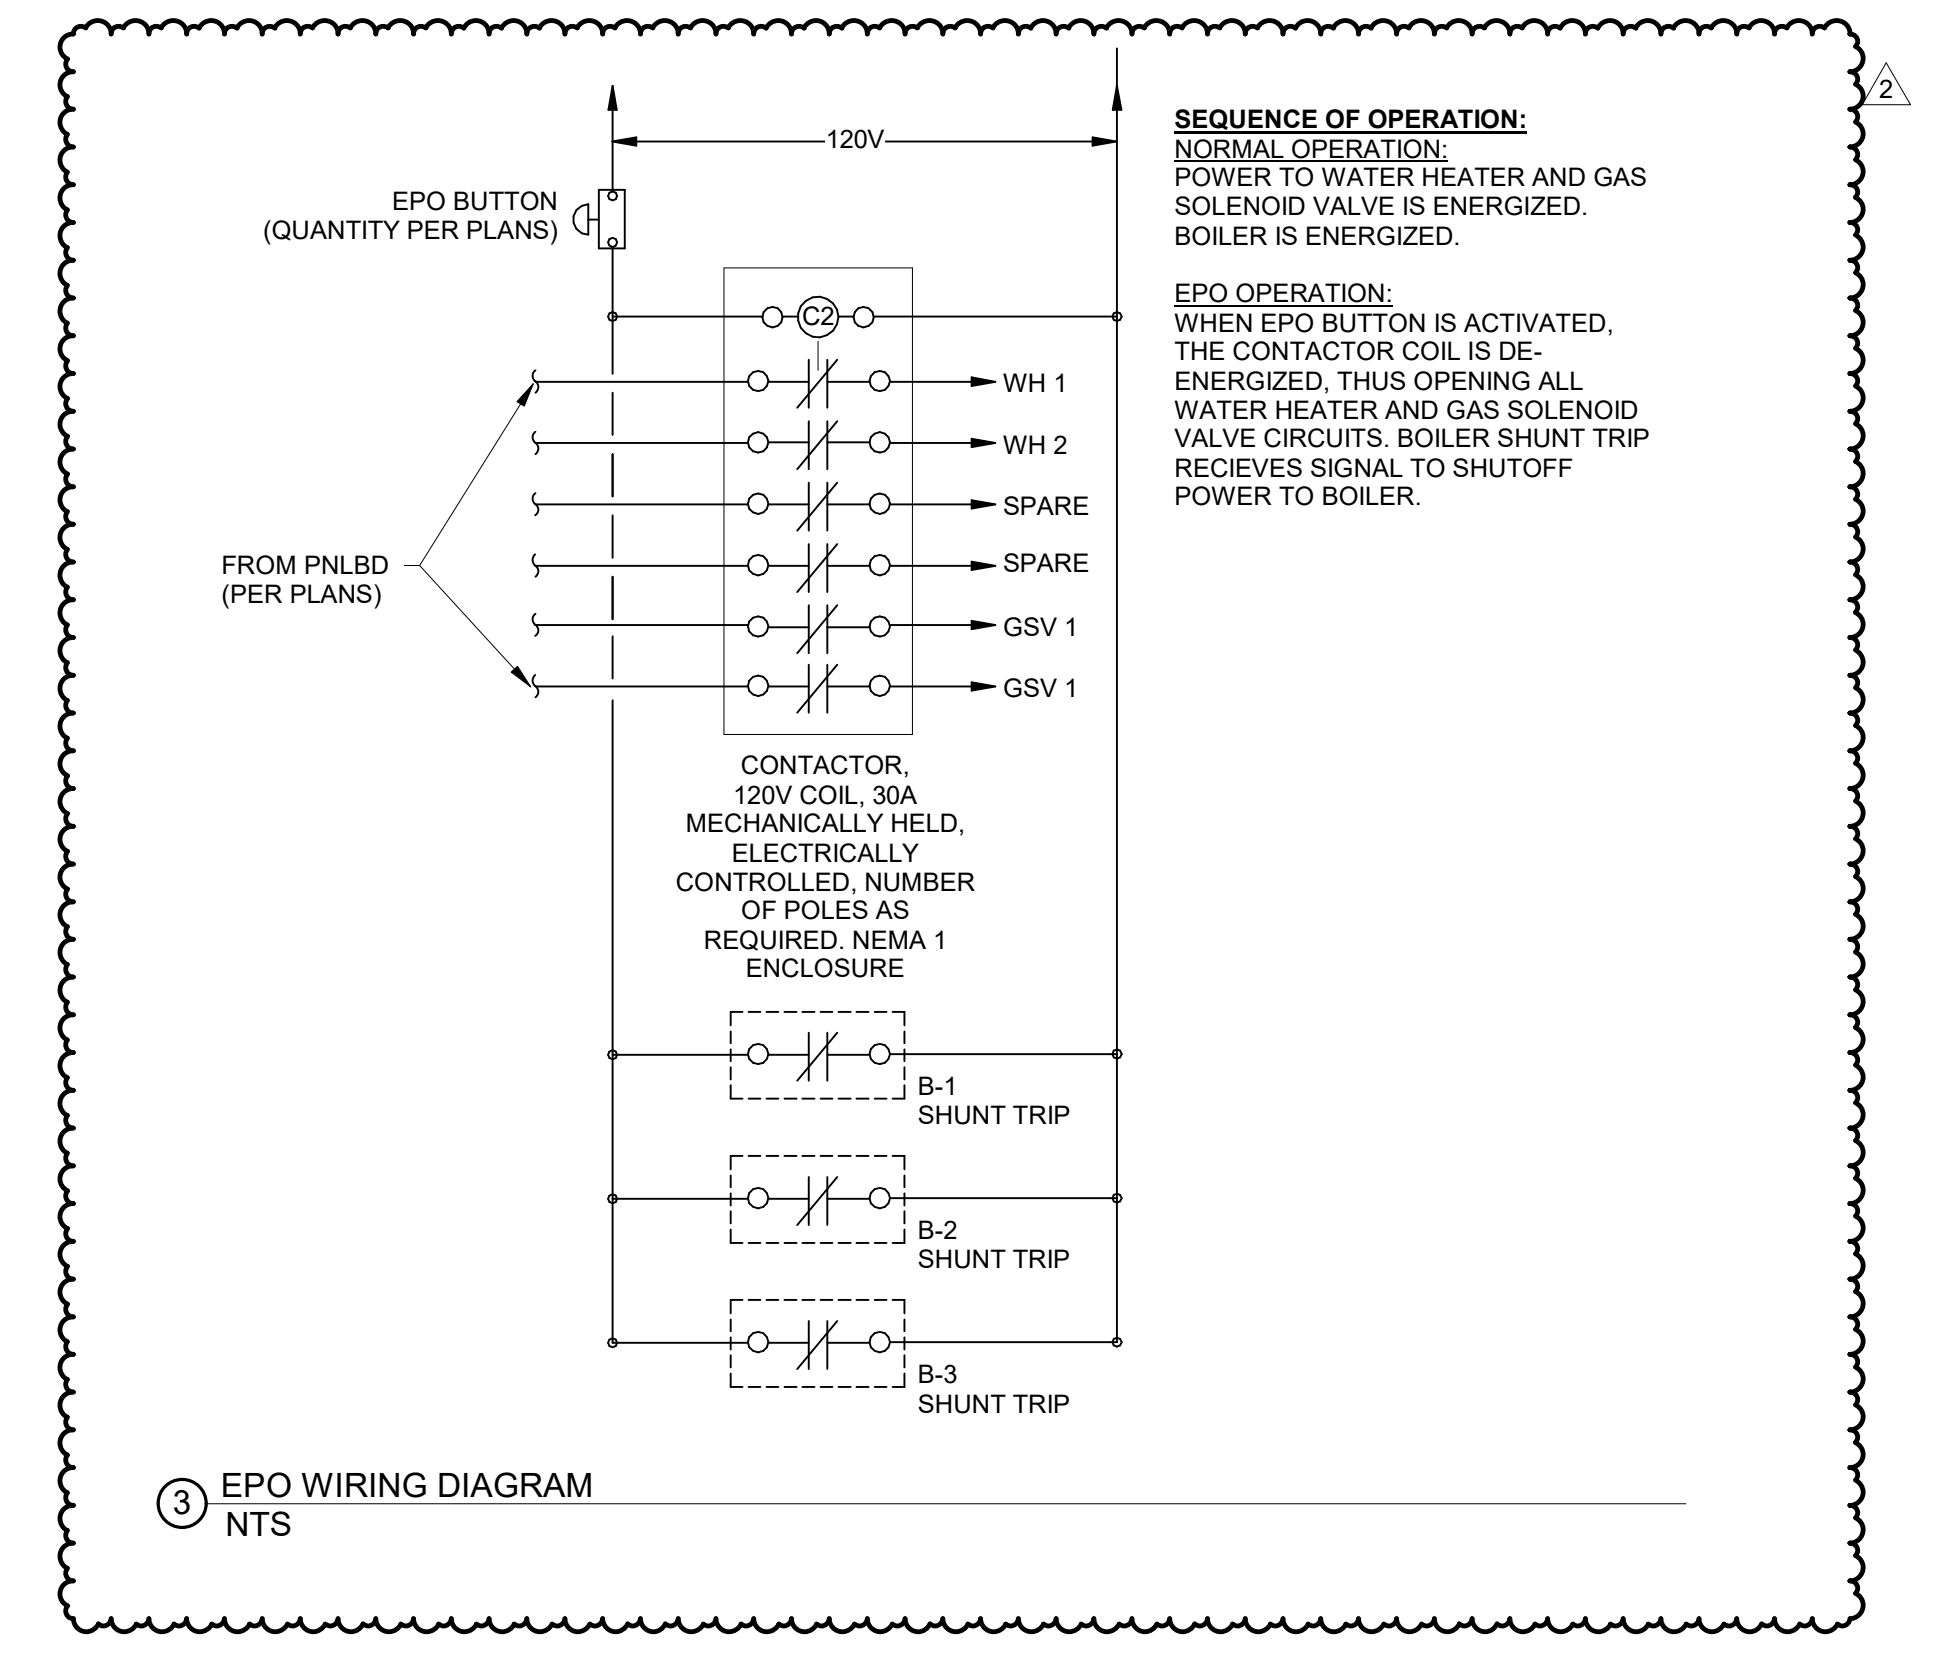 2
120V
SEQUENCE OF OPERATION:
NORMAL OPERATION:
POWER TO WATER HEATER AND GAS
SOLENOID VALVE IS ENERGIZED.
BOILER IS ENERGIZED.
EPO OPERATION:
WHEN EPO BUTTON IS ACTIVATED,
THE CONTACTOR COIL IS DE-
ENERGIZED, THUS OPENING ALL
WATER HEATER AND GAS SOLENOID
VALVE CIRCUITS. BOILER SHUNT TRIP
RECIEVES SIGNAL TO SHUTOFF
POWER TO BOILER.
EPO BUTTON
(QUANTITY PER PLANS)
C2
WH 1
WH 2
SPARE
SPARE
GSV 1
GSV 1
FROM PNLBD
(PER PLANS)
CONTACTOR,
120V COIL, 30A
MECHANICALLY HELD,
ELECTRICALLY
CONTROLLED, NUMBER
OF POLES AS
REQUIRED. NEMA 1
ENCLOSURE
B-1
SHUNT TRIP
B-2
SHUNT TRIP
B-3
SHUNT TRIP
3
EPO WIRING DIAGRAM
NTS